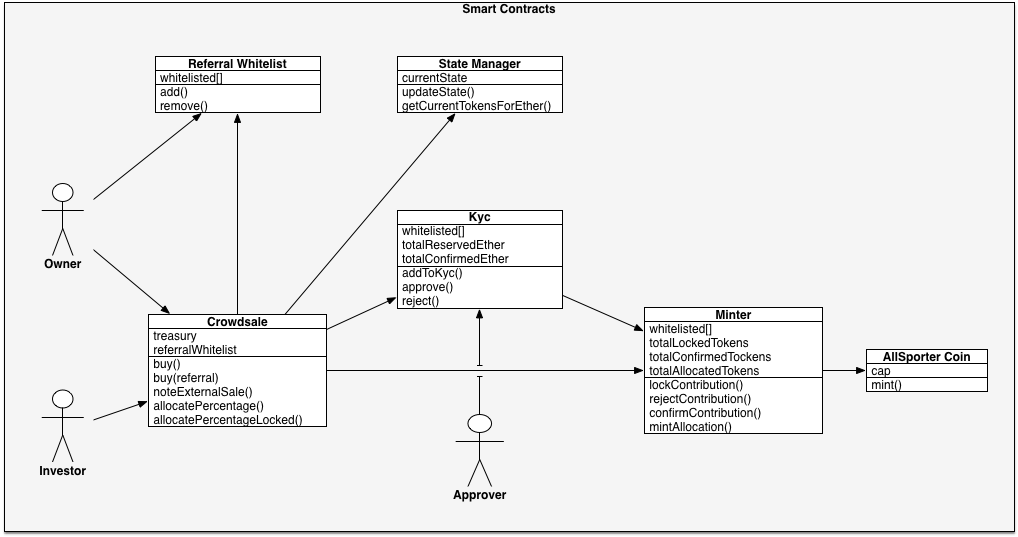 Smart Contracts
Referral Whitelist
whitelisted[]
add()
remove()
State Manager
currentState
updateState()
getCurrentTokensForEther()
Owner
Kyc
whitelisted[]
totalReservedEther
totalConfirmedEther
addToKyc()
approve()
reject()
Crowdsale
treasury
referralWhitelist
buy()
buy(referral)
noteExternalSale()
allocatePercentage()
allocatePercentageLocked()
Minter
whitelisted[]
totalLockedTokens
totalConfirmedTockens
totalAllocatedTokens
lockContribution()
rejectContribution()
confirmContribution()
mintAllocation()
AllSporter Coin
cap
mint()
Investor
Approver